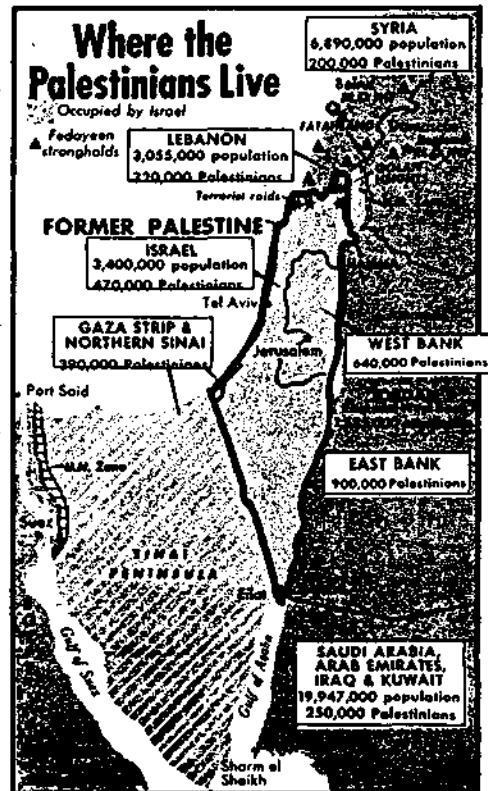 Where the
Palestinians Live
Occupied by Israel
Fedayeen
strongholds
SYRIA
6,890,000 population
200,000 Palestinians
Beirut
FATAHLAND
LEBANON
3,055,000 population
220,000 Palestinians
Terrorist raids
FORMER PALESTINE
ISRAEL
3,400,000 population
470,000 Palestinians
Tel Aviv
GAZA STRIP &
NORTHERN SINAI
390,000 Palestinians
Jerusalem
WEST BANK
640,000 Palestinians
JORDAN
Port Said
U.N. Zone
EAST BANK
900,000 Palestinians
Suez
SINAI
PENINSULA
Eilat
Gulf of Suez
Gulf of Aqaba
SAUDI ARABIA,
ARAB EMIRATES,
IRAQ & KUWAIT
19,947,000 population
250,000 Palestinians
Sharm el
Sheikh